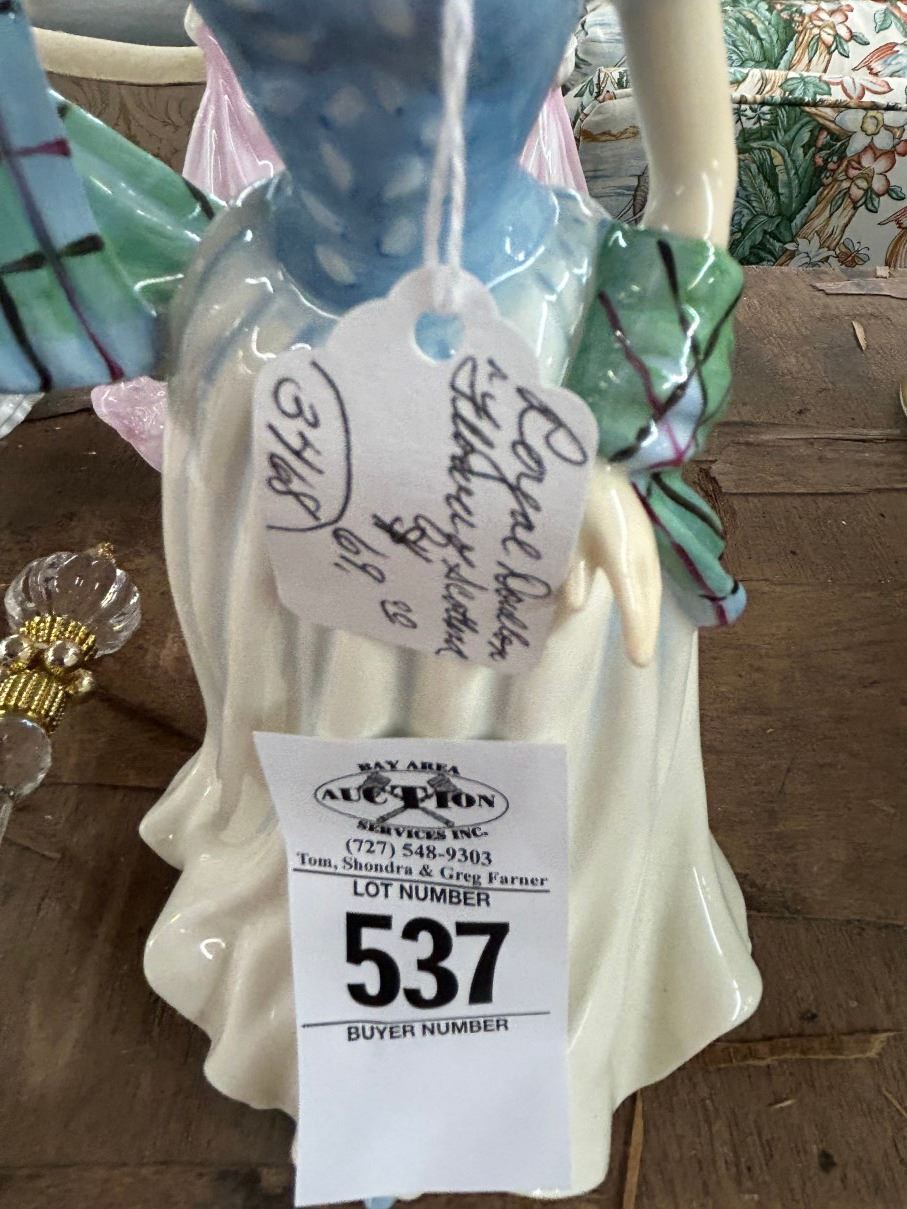 Royal Doulton
"Flower of Scotland
$69.00
3468
BAY AREA
AUCTION
SERVICES INC.
(727) 548-9303
Tom, Shondra & Greg Farner
LOT NUMBER
537
BUYER NUMBER